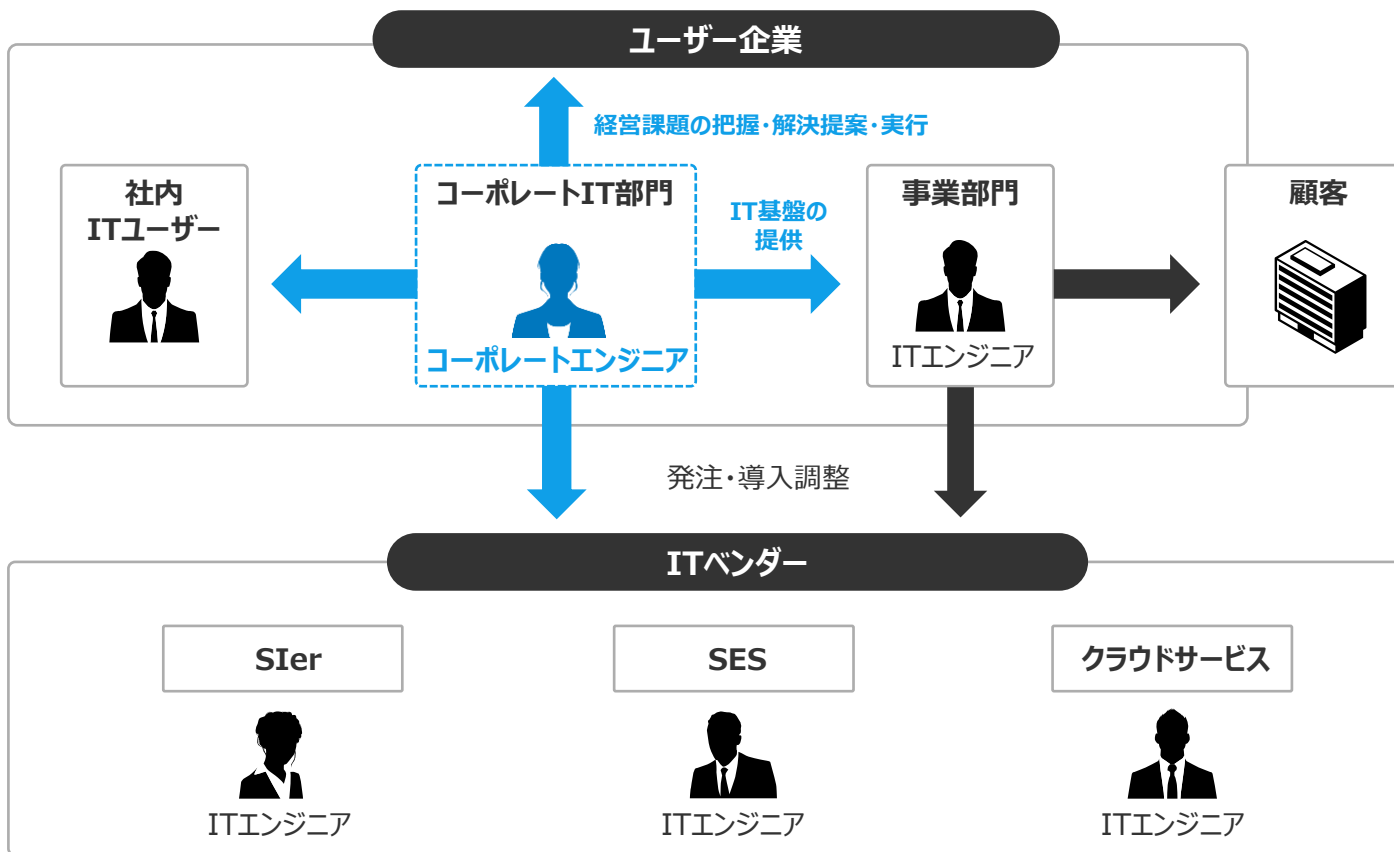 ユーザー企業
経営課題の把握・解決提案・実行
社内
ITユーザー
コーポレートIT部門
コーポレートエンジニア
IT基盤の
提供
事業部門
ITエンジニア
顧客
発注・導入調整
ITベンダー
SIer
SES
クラウドサービス
ITエンジニア
ITエンジニア
ITエンジニア